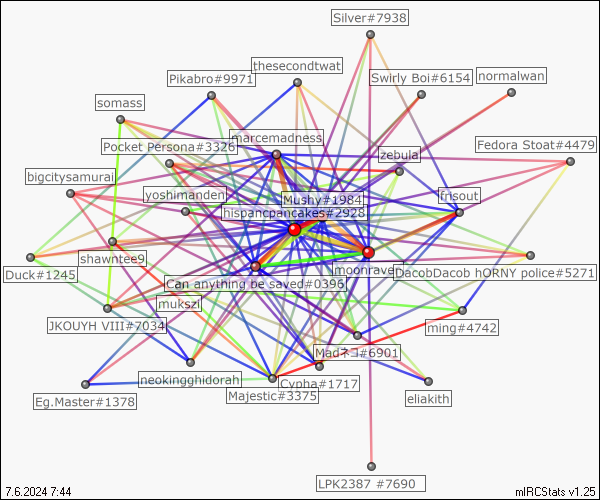 Silver#7938
thesecondtwat
Pikabro#9971
Swirly Boi#6154
normalwan
somass
marcemadness
Pocket Persona#3326
Fedora Stoat#4479
zebula
bigcitysamurai
yoshimanden
Mushy#1984
frisout
hispancpancakes#2928
shawntee9
moonraven
Duck#1245
DacobDacob hORNY police#5271
Can anything be saved#0396
mukszi
JKOUYH VIII#7034
ming#4742
Madネコ#6901
neokingghidorah
Cypha#1717
Majestic#3375
eliakith
Eg.Master#1378
LPK2387 #7690
7.6.2024 7:44
mIRCStats v1.25